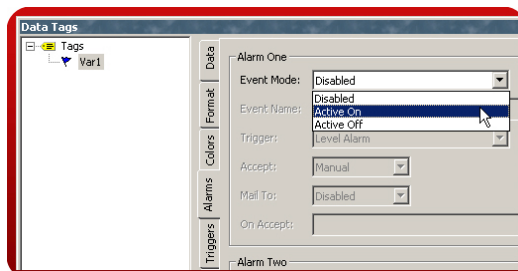 Data Tags
Tags
Var1
Data
Format
Colors
Alarms
Triggers
Alarm One
Event Mode: Disabled
Disabled
Event Name: Active On
Active Off
Trigger: Level Alarm
Accept: Manual
Mail To: Disabled
On Accept:
Alarm Two